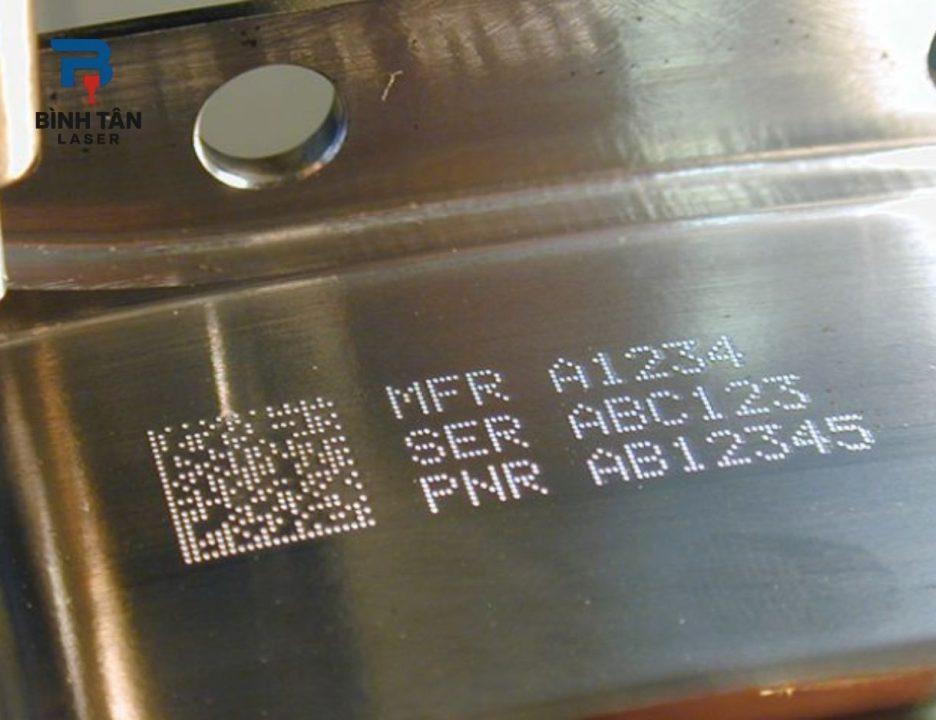 BÌNH TÂN
LASER
MFR A1234
SER ABC123
PNR AB12345